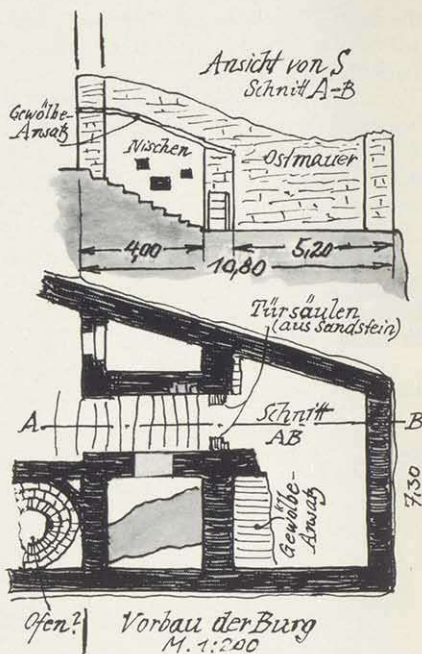 Ansicht von S
Schnitt A-B
Gewölbe-
Ansatz
Nischen
Ostmauer
4,00
5,20
10,80
Türsäulen
(aus Sandstein)
A
Schnitt
AB
B
7,30
Gewölbe-
Ansatz
Ofen?
Vorbau der Burg
M. 1:200